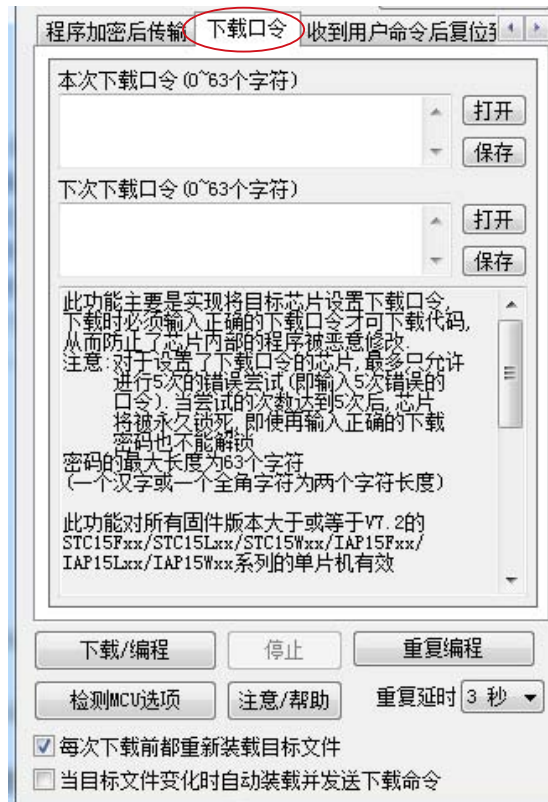 程序加密后传输 下载口令 收到用户命令后复位到
本次下载口令(0~63个字符)
打开
保存
下次下载口令(0~63个字符)
打开
保存
此功能主要是实现将目标芯片设置下载口令,
下载时必须输入正确的下载口令才可下载代码,
从而防止了芯片内部的程序被恶意修改.
注意:对于设置了下载口令的芯片,最多只允许
进行5次的错误尝试(即输入5次错误的
口令),当尝试的次数达到5次后,芯片
将被永久锁死,即使再输入正确的下载
密码也不能解锁
密码的最大长度为63个字符
(一个汉字或一个全角字符为两个字符长度)
此功能对所有固件版本大于或等于V7.2的
STC15Fxx/STC15Lxx/STC15Wxx/IAP15Fxx/
IAP15Lxx/IAP15Wxx系列的单片机有效
下载/编程 停止 重复编程
检测MCU选项 注意/帮助 重复延时 3 秒
每次下载前都重新装载目标文件
当目标文件变化时自动装载并发送下载命令